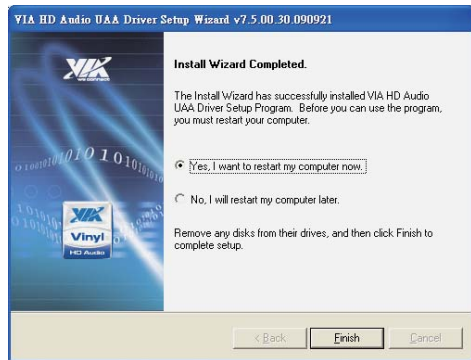 VIA HD Audio UAA Driver Setup Wizard v7.5.00.30.090921
VIA
we connect
Install Wizard Completed.
The Install Wizard has successfully installed VIA HD Audio
UAA Driver Setup Program. Before you can use the program,
you must restart your computer.
Yes, I want to restart my computer now.
No, I will restart my computer later.
Remove any disks from their drives, and then click Finish to
complete setup.
VIA
Vinyl
HD Audio
< Back
Finish
Cancel